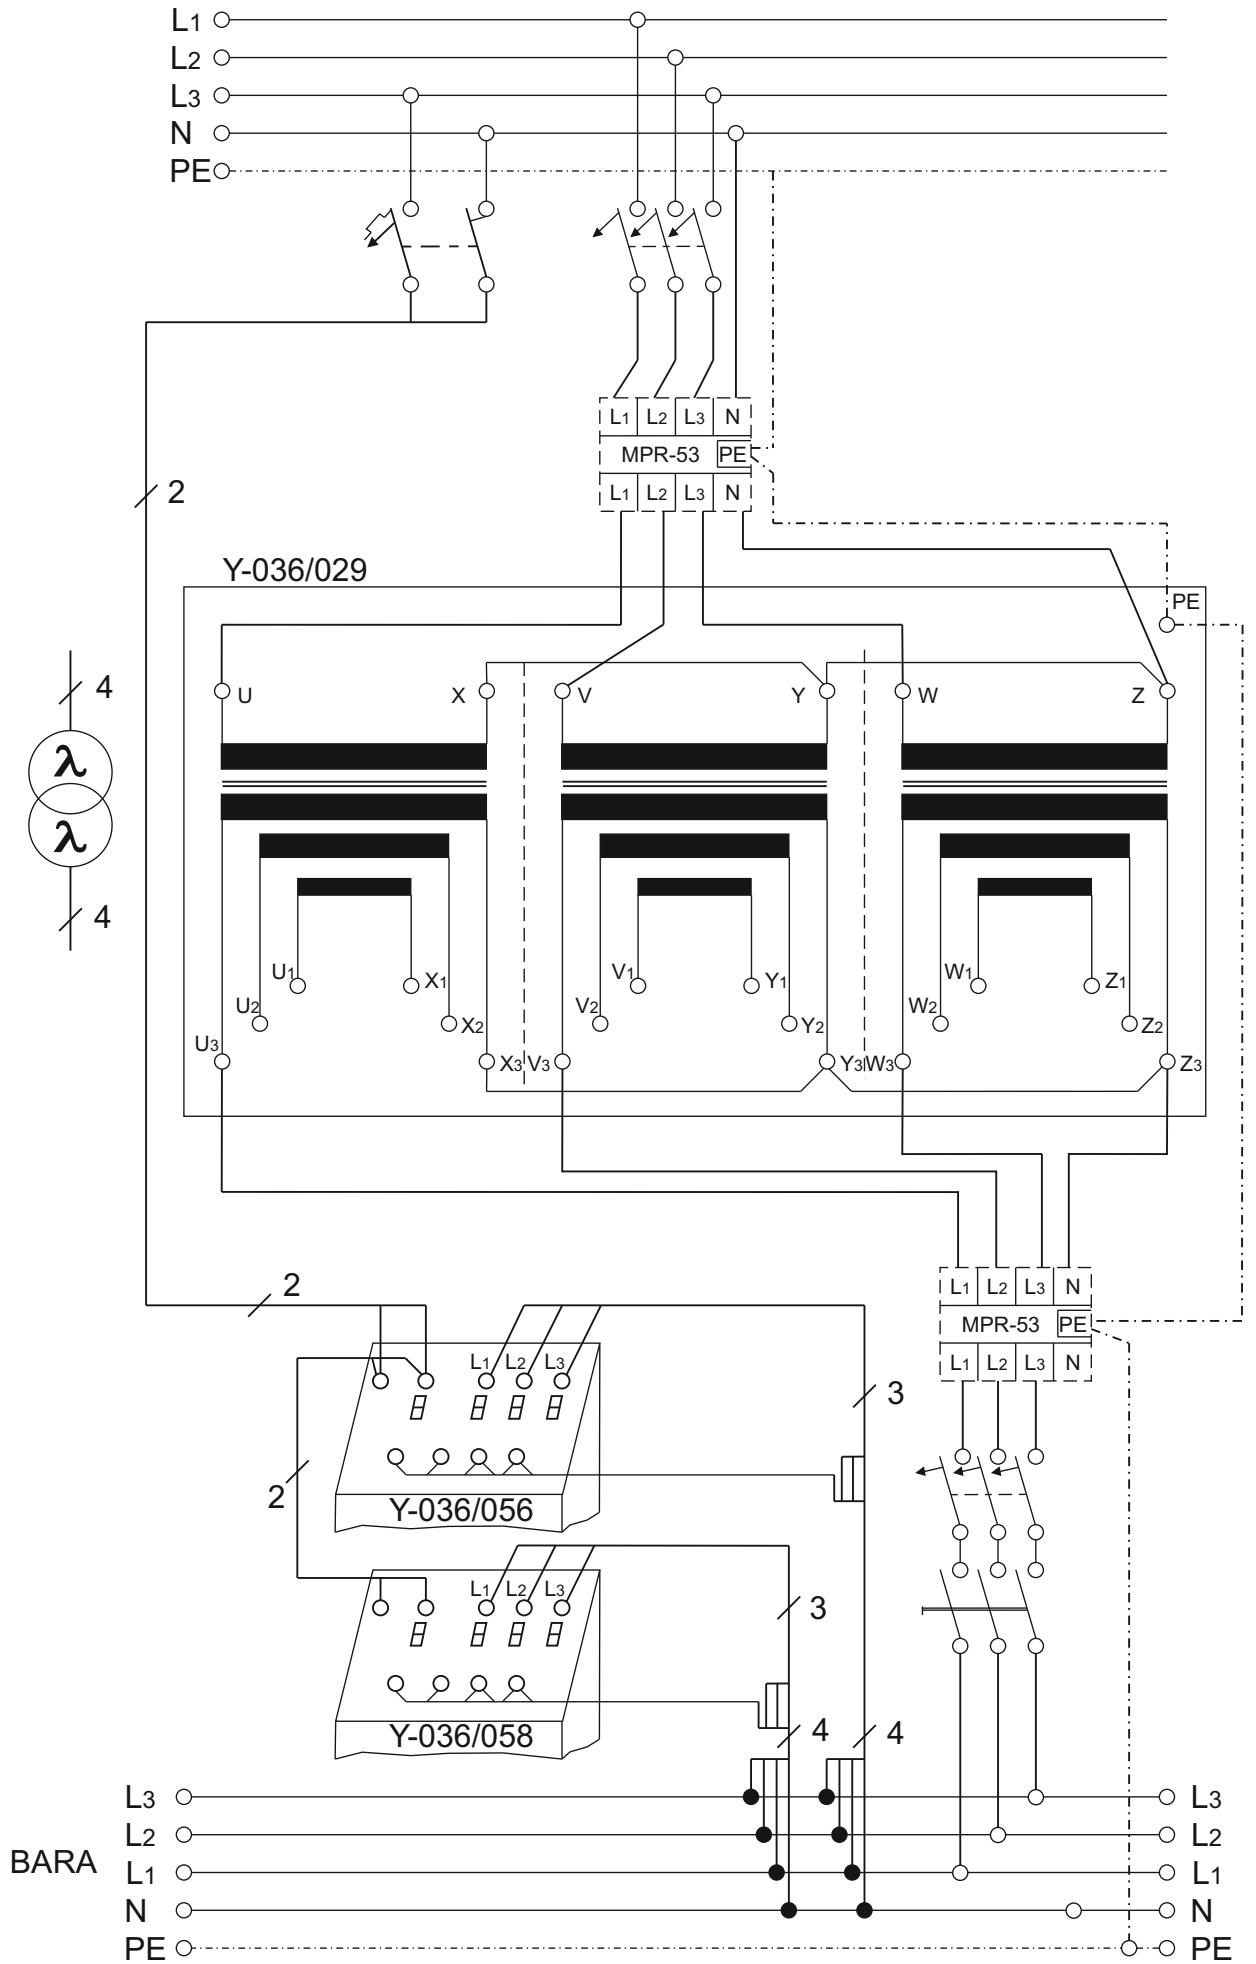 L1
L2
L3
N
PE
L1 L2 L3 N
MPR-53 PE
L1 L2 L3 N
2
Y-036/029
PE
U X V Y W Z
4
λ
λ
4
U1 X1 V1 Y1 W1 Z1
U2 X2 V2 Y2 W2 Z2
U3 X3 V3 Y3 W3 Z3
2
L1 L2 L3 N
MPR-53 PE
L1 L2 L3 N
L1 L2 L3
3
2
Y-036/056
L1 L2 L3
3
Y-036/058
4 4
L3 L3
L2 L2
BARA
L1 L1
N N
PE PE